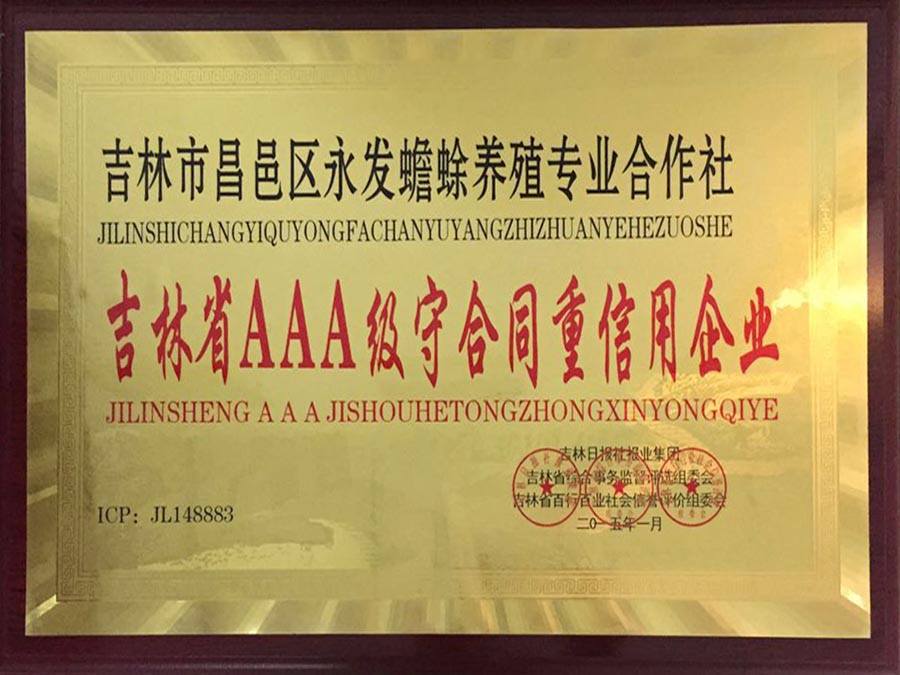 吉林市昌邑区永发蟾蜍养殖专业合作社
JILINSHICHANGYIQUYONGFACHANYUYANGZHIZHUANYEHEZUOSHE
吉林省AAA级守合同重信用企业
JILINSHENG A A A JISHOUHETONGZHONGXINYONGQIYE
吉林日报社报业集团
吉林省综合事务监督评选组委会
吉林省百行百业社会信誉评价组委会
二0一五年一月
ICP: JL148883